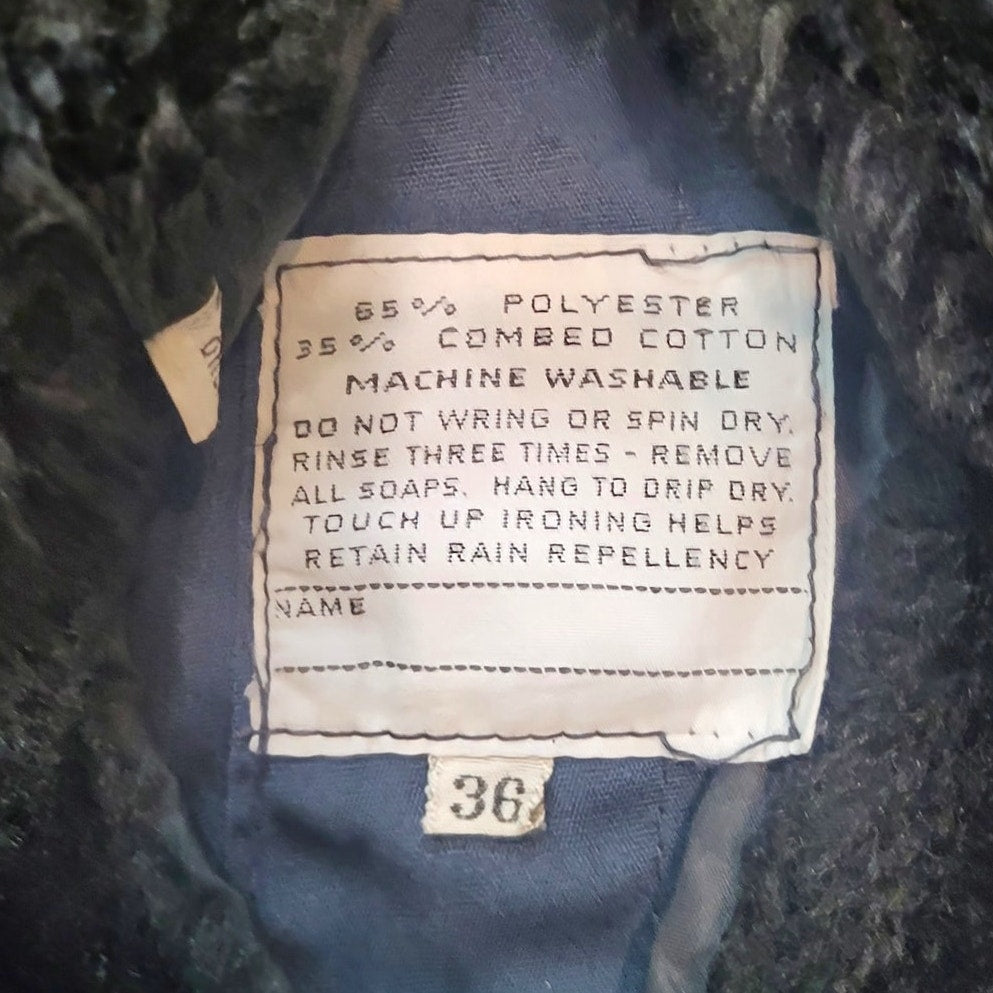 65% POLYESTER
35% COMBED COTTON
MACHINE WASHABLE
DO NOT WRING OR SPIN DRY.
RINSE THREE TIMES - REMOVE
ALL SOAPS. HANG TO DRIP DRY.
TOUCH UP IRONING HELPS
RETAIN RAIN REPELLENCY
NAME
36